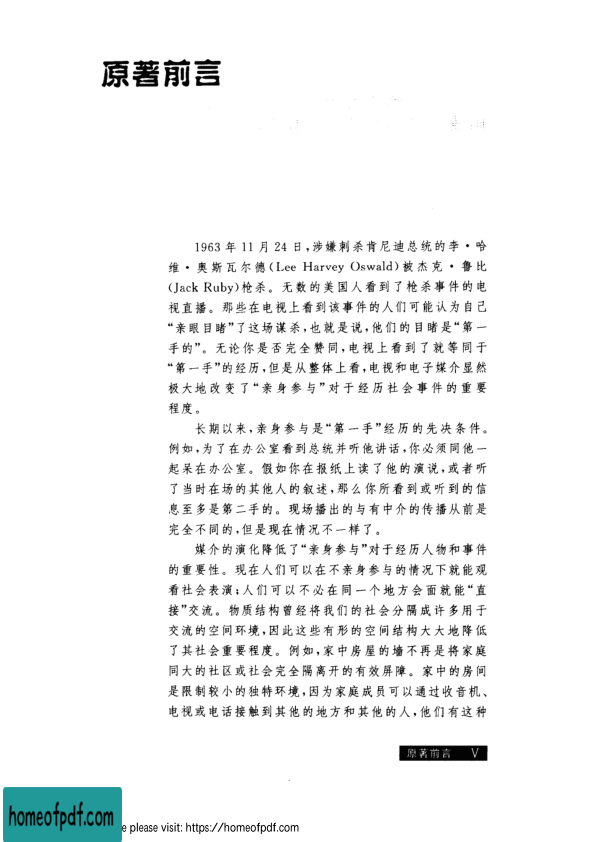 原著前言
1963 年 11 月 24 日,涉嫌刺杀肯尼迪总统的李·哈
维·奥斯瓦尔德(Lee Harvey Oswald)被杰克·鲁比
(Jack Ruby)枪杀。无数的美国人看到了枪杀事件的电
视直播。那些在电视上看到该事件的人们可能认为自己
“亲眼目睹”了这场谋杀,也就是说,他们的目睹是“第一
手的”。无论你是否完全赞同,电视上看到了就等同于
“第一手”的经历,但是从整体上看,电视和电子媒介显然
极大地改变了“亲身参与”对于经历社会事件的重要
程度。
长期以来,亲身参与是“第一手”经历的先决条件。
例如,为了在办公室看到总统并听他讲话,你必须同他一
起呆在办公室。假如你在报纸上读了他的演说,或者听
了当时在场的其他人的叙述,那么你所看到或听到的信
息至多是第二手的。现场播出的与有中介的传播从前是
完全不同的,但是现在情况不一样了。
媒介的演化降低了“亲身参与”对于经历人物和事件
的重要性。现在人们可以在不亲身参与的情况下就能观
看社会表演;人们可以不必在同一个地方会面就能“直
接”交流。物质结构曾经将我们的社会分隔成许多用于
交流的空间环境,因此这些有形的空间结构大大地降低
了其社会重要程度。例如,家中房屋的墙不再是将家庭
同大的社区或社会完全隔离开的有效屏障。家中的房间
是限制较小的独特环境,因为家庭成员可以通过收音机、
电视或电话接触到其他的地方和其他的人,他们有这种
原著前言 V
homeofpdf.com
e please visit: https://homeofpdf.com